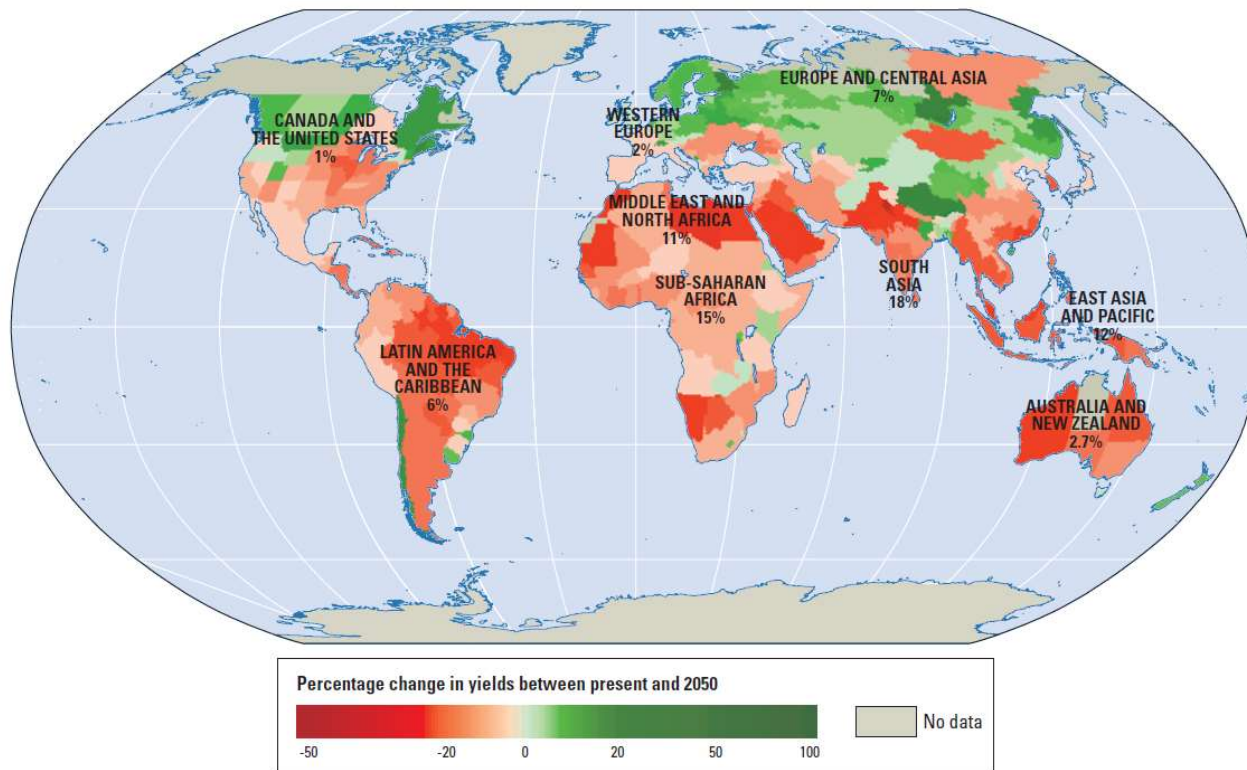 EUROPE AND CENTRAL ASIA
7%
CANADA AND
THE UNITED STATES
1%
WESTERN
EUROPE
2%
MIDDLE EAST AND
NORTH AFRICA
11%
SUB-SAHARAN
AFRICA
15%
SOUTH
ASIA
18%
EAST ASIA
AND PACIFIC
12%
LATIN AMERICA
AND THE
CARIBBEAN
6%
AUSTRALIA AND
NEW ZEALAND
2.7%
Percentage change in yields between present and 2050
No data
-50 -20 0 20 50 100